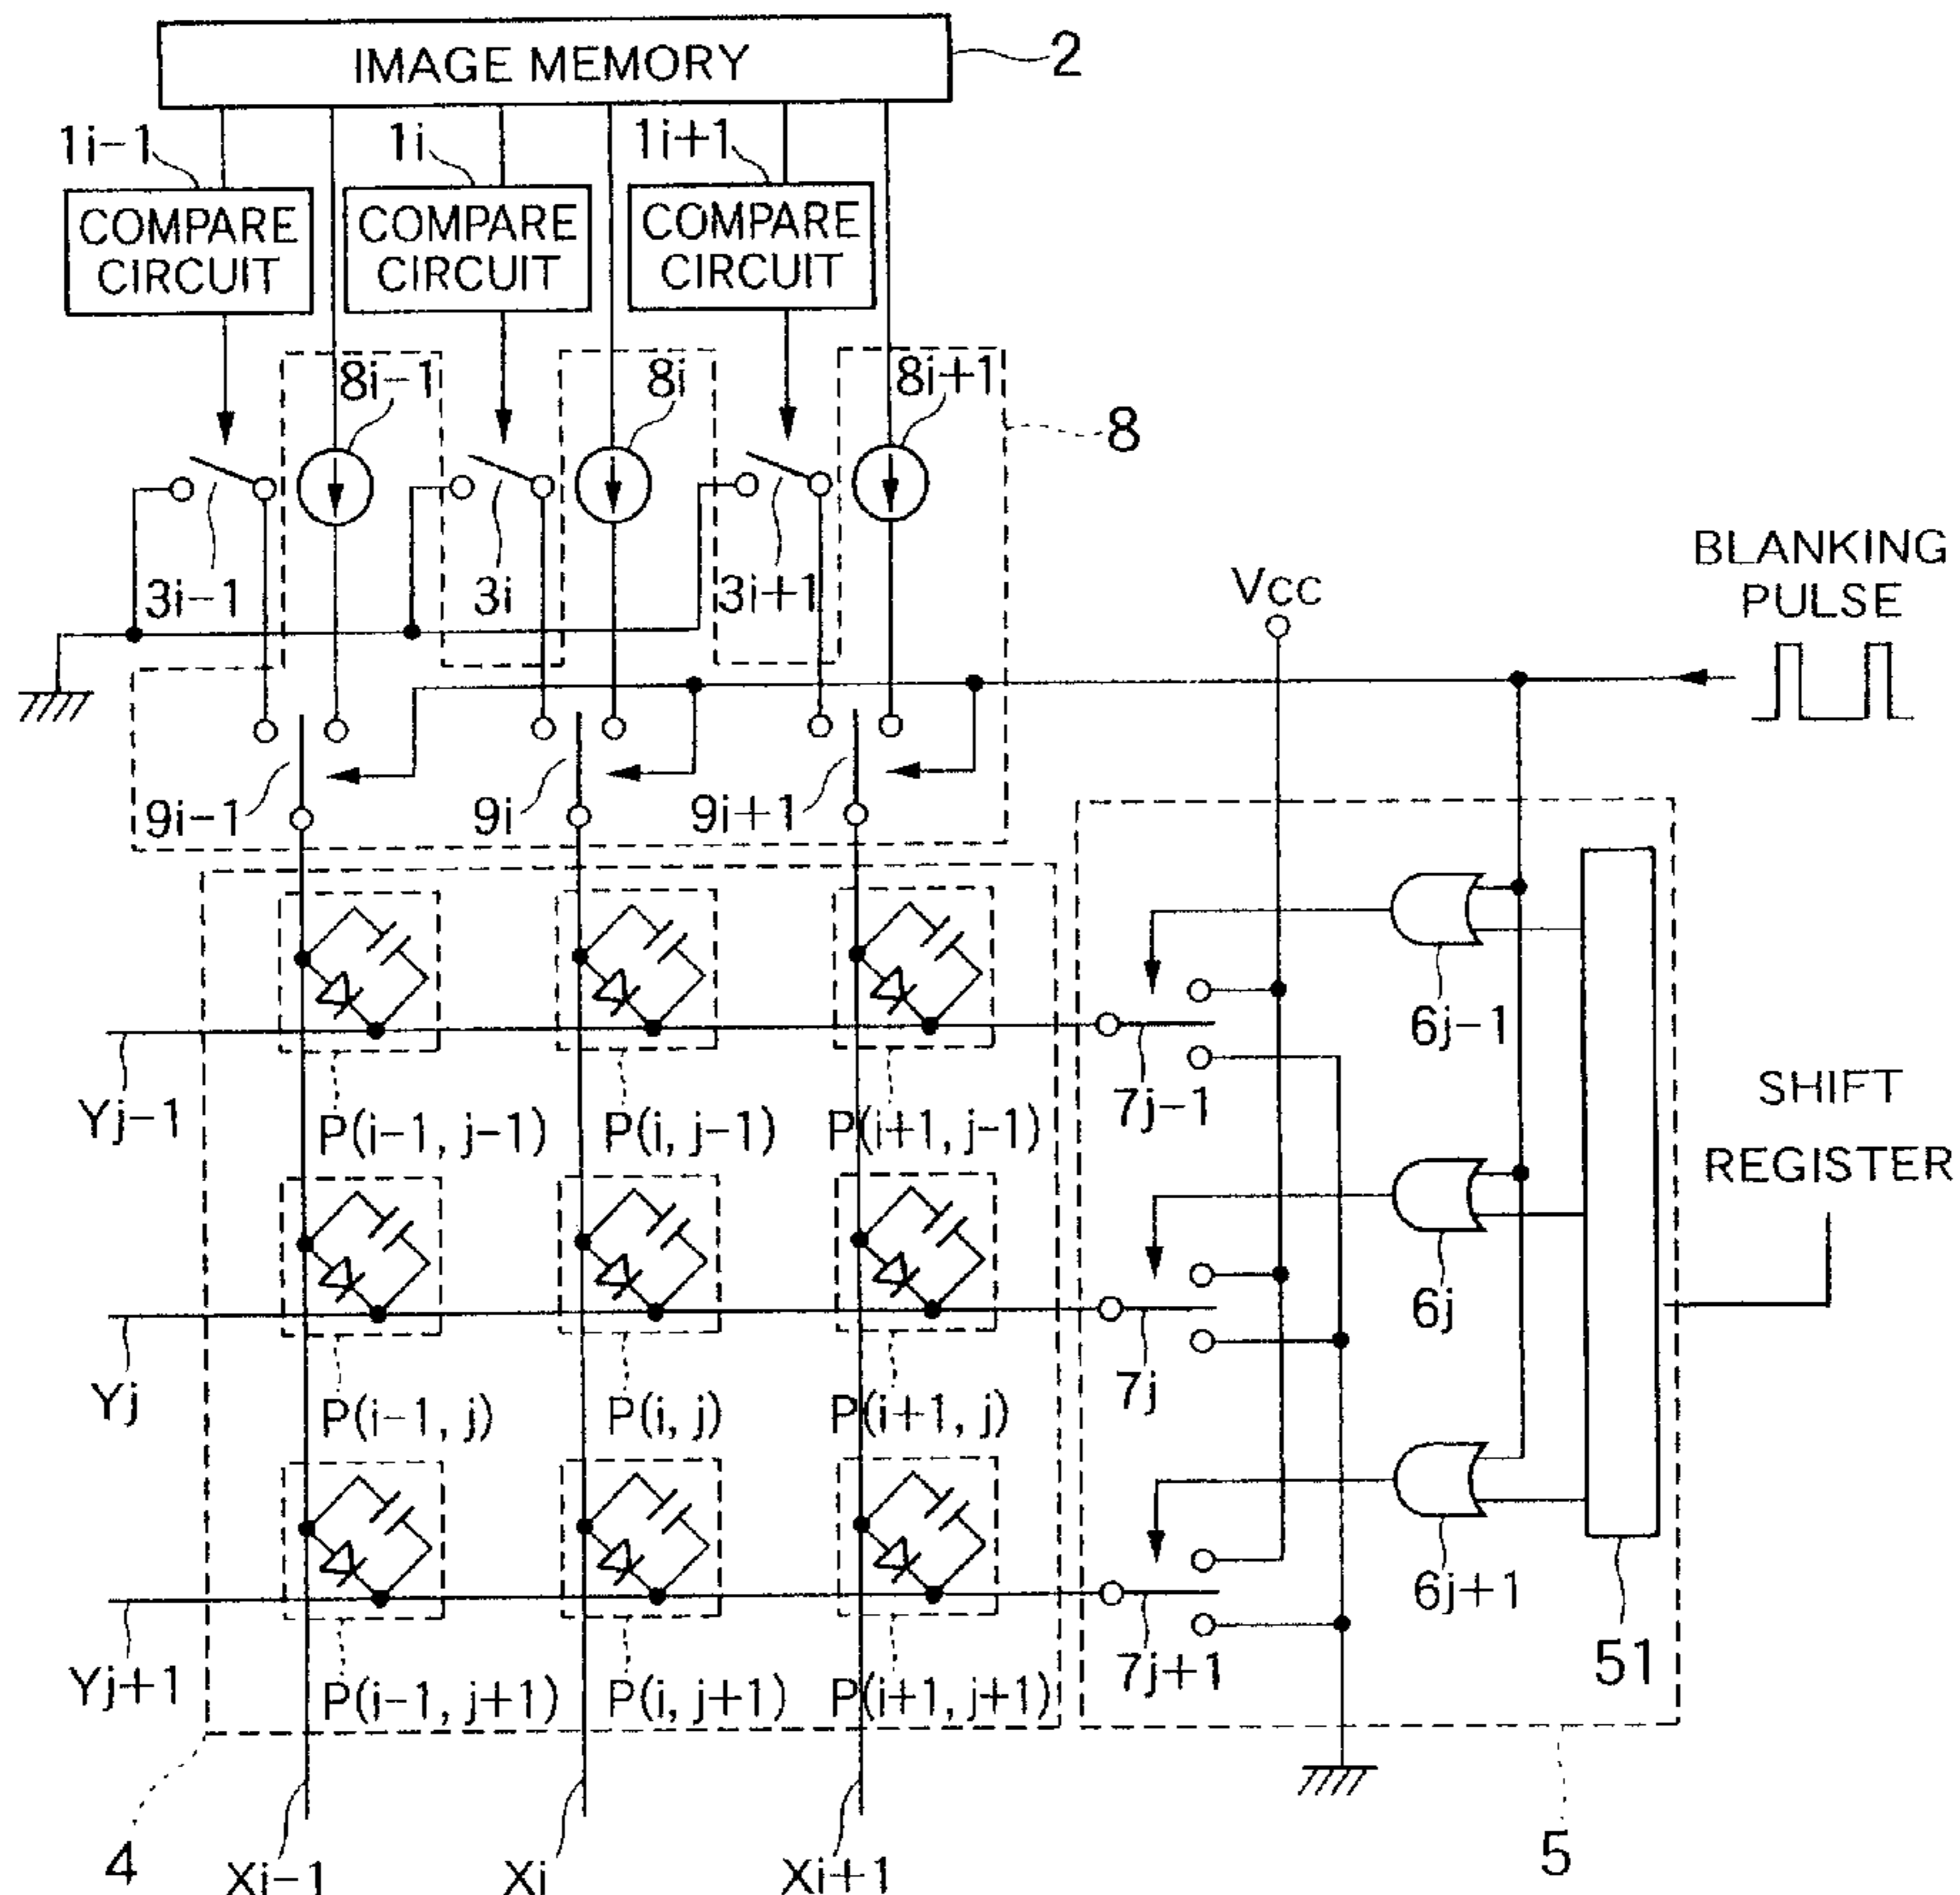 IMAGE MEMORY
2
1i-1
1i
1i+1
COMPARE
CIRCUIT
COMPARE
CIRCUIT
COMPARE
CIRCUIT
8i-1
8i
8i+1
8
3i-1
3i
3i+1
VCC
BLANKING
PULSE
9i-1
9i
9i+1
6j-1
Yj-1
P(i-1, j-1)
P(i, j-1)
P(i+1, j-1)
7j-1
SHIFT
REGISTER
6j
Yj
P(i-1, j)
P(i, j)
P(i+1, j)
7j
6j+1
Yj+1
P(i-1, j+1)
P(i, j+1)
P(i+1, j+1)
7j+1
51
4
Xi-1
Xi
Xi+1
5